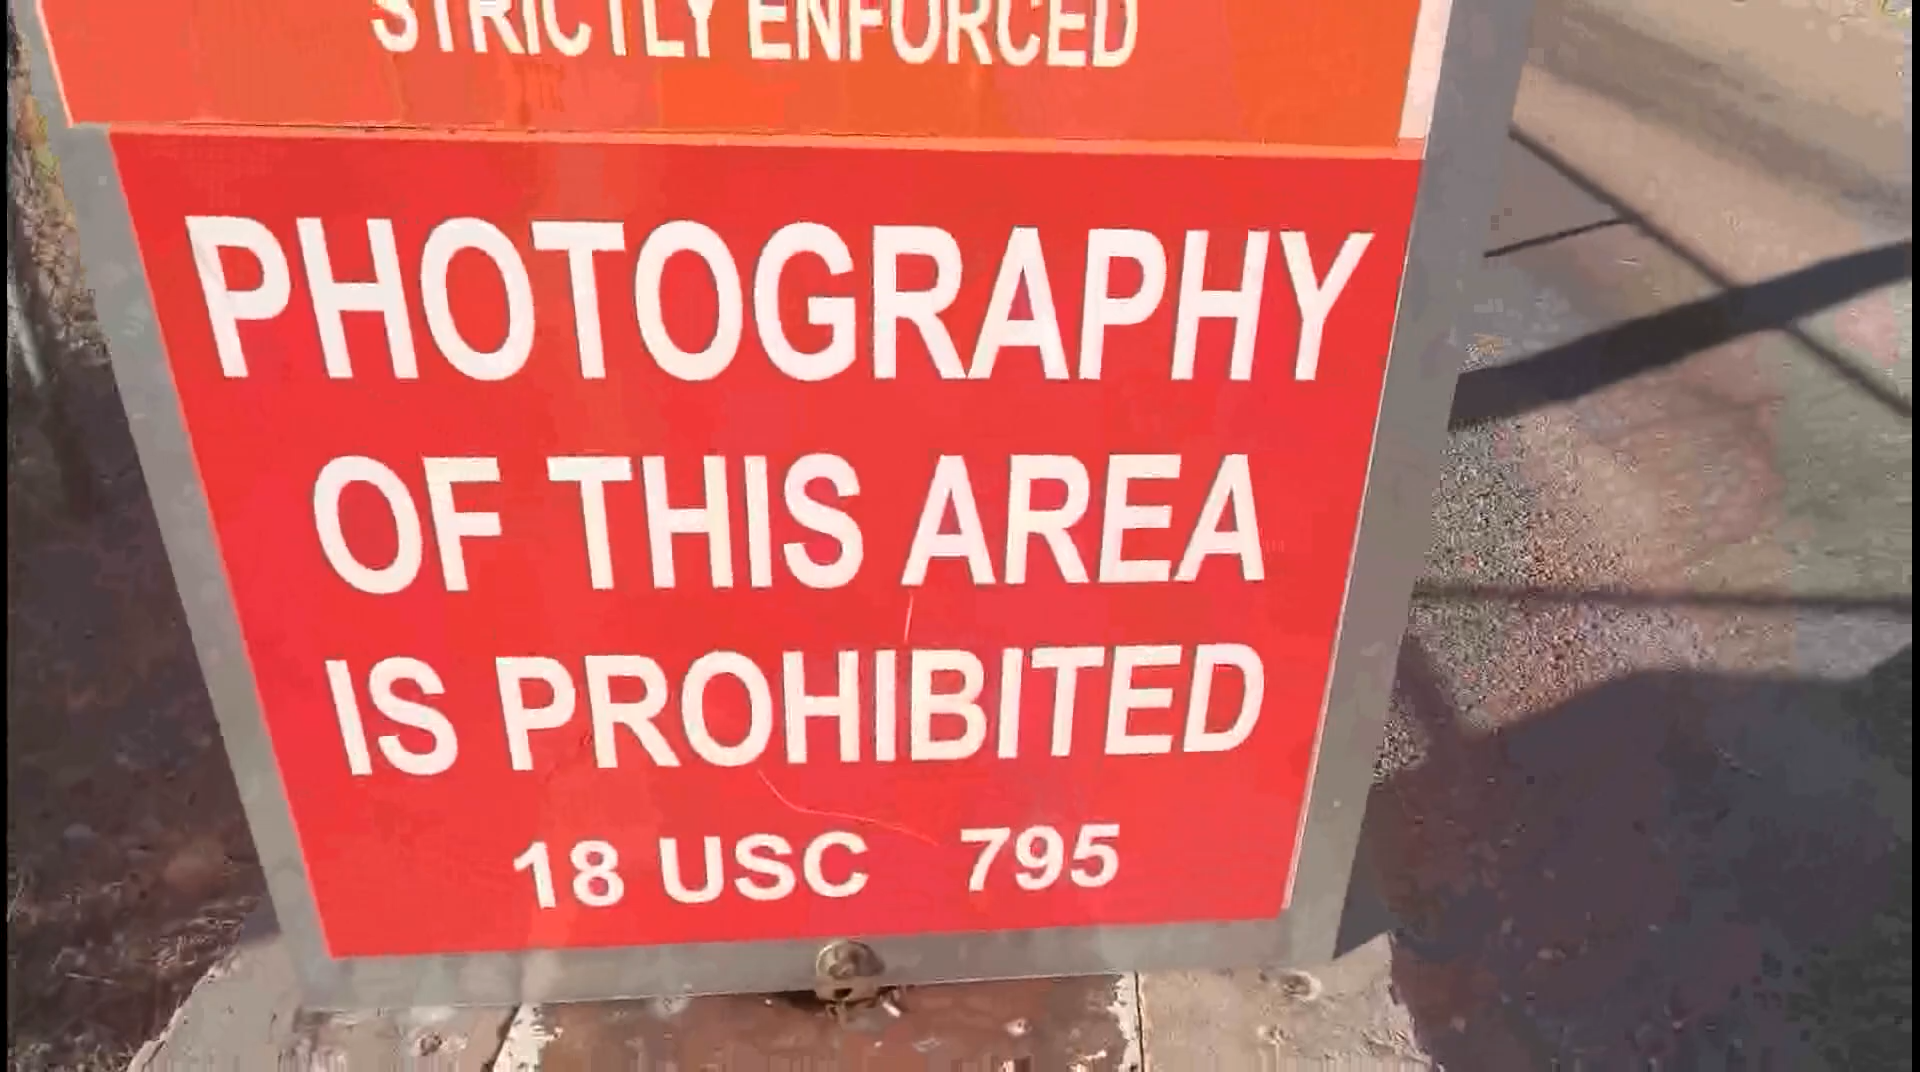 STRICTLY ENFORCED
PHOTOGRAPHY
OF THIS AREA
IS PROHIBITED
18 USC 795